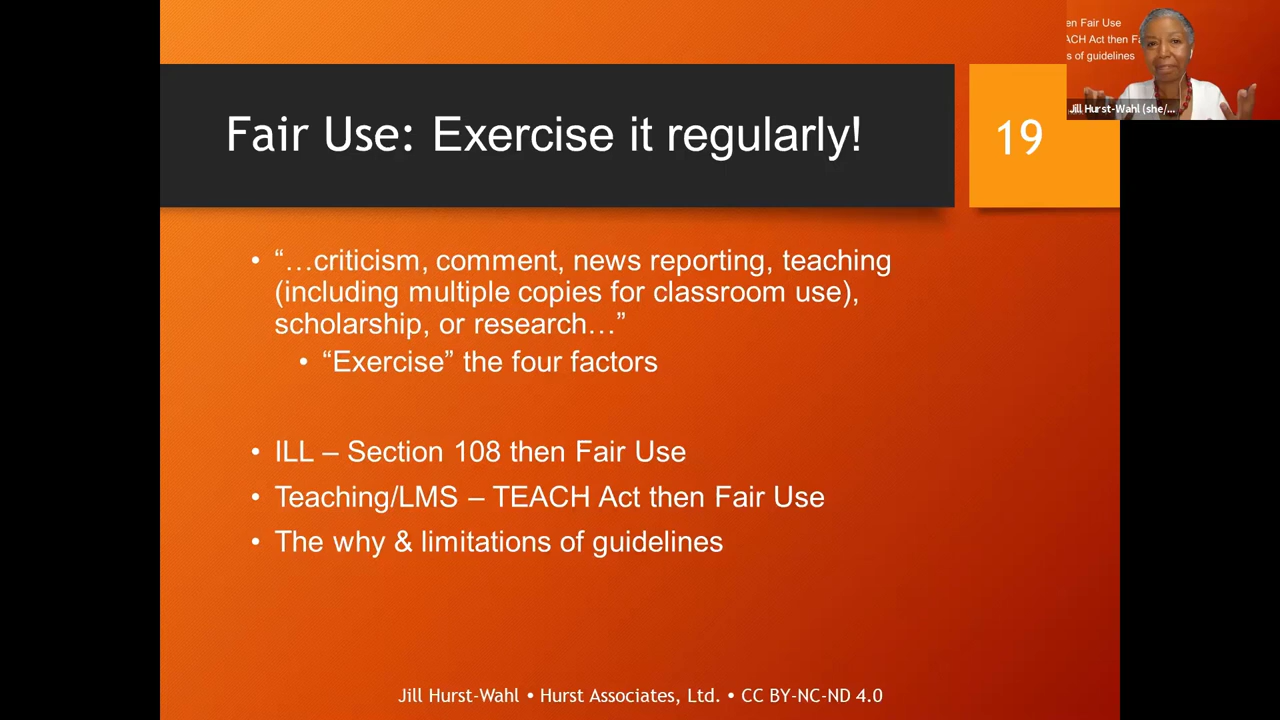 Fair Use: Exercise it regularly!
19
en Fair Use
ACH Act then Fa
s of guidelines
Jill Hurst-Wahl (she/...
• “…criticism, comment, news reporting, teaching
(including multiple copies for classroom use),
scholarship, or research…”
• “Exercise” the four factors
• ILL – Section 108 then Fair Use
• Teaching/LMS – TEACH Act then Fair Use
• The why & limitations of guidelines
Jill Hurst-Wahl • Hurst Associates, Ltd. • CC BY-NC-ND 4.0